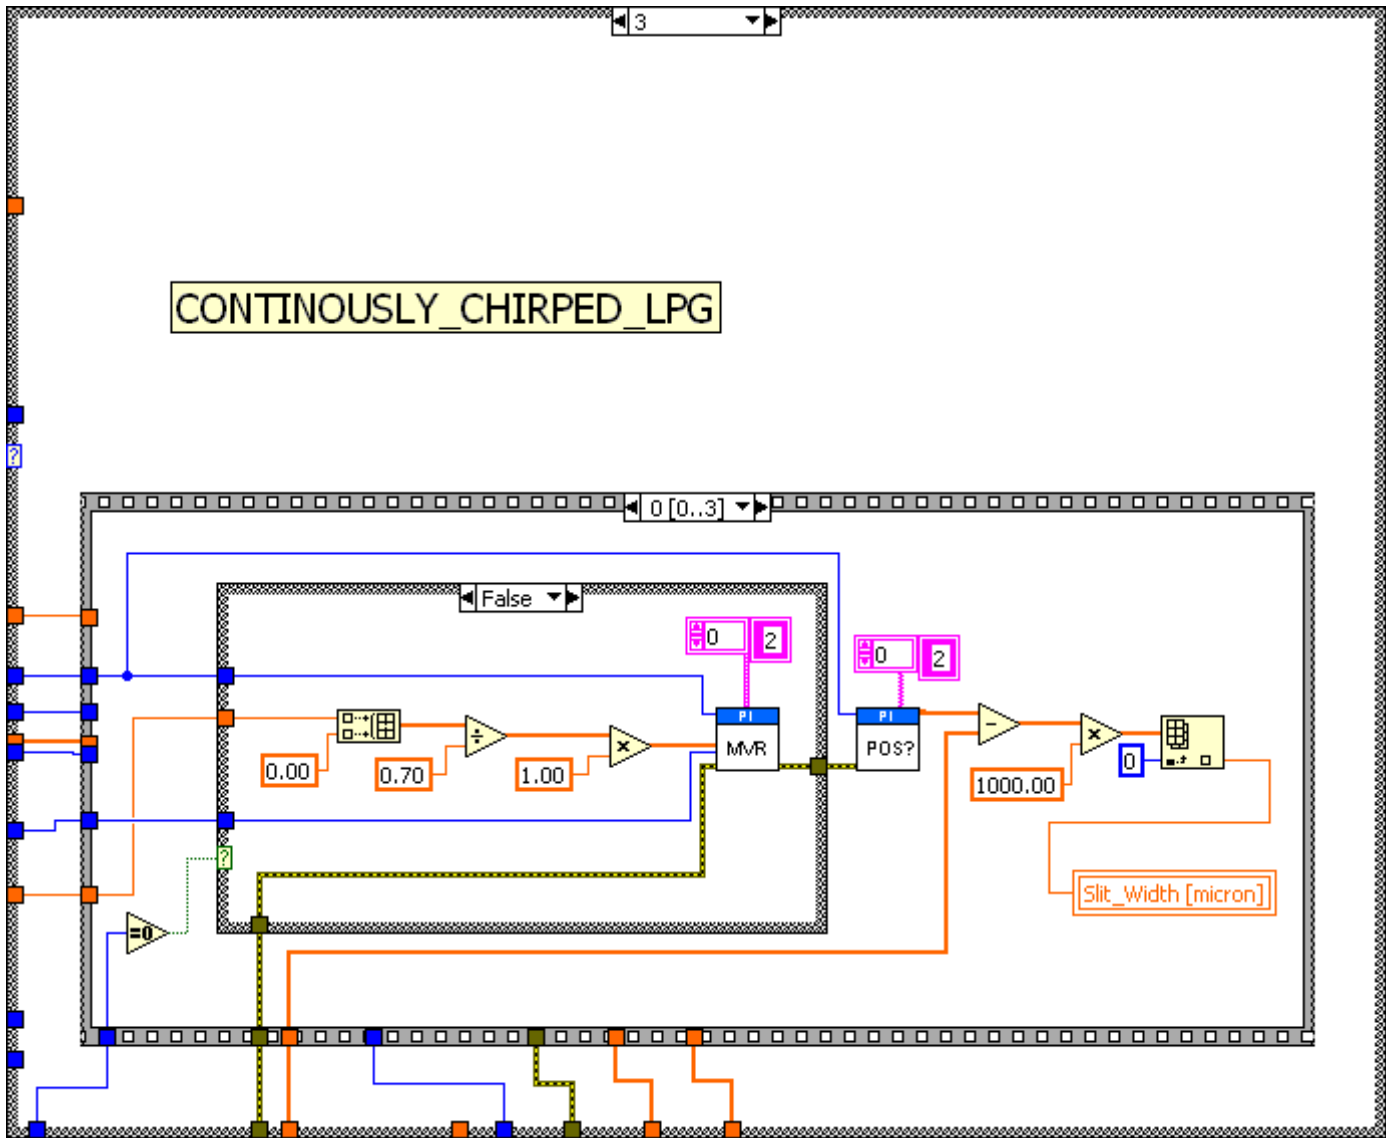 3
CONTINOUSLY_CHIRPED_LPG
?
0 [0..3]
False
0
2
0
2
PI
MVR
PI
POS?
÷
x
-
x
0.00
0.70
1.00
0
1000.00
?
=0
Slit_Width [micron]